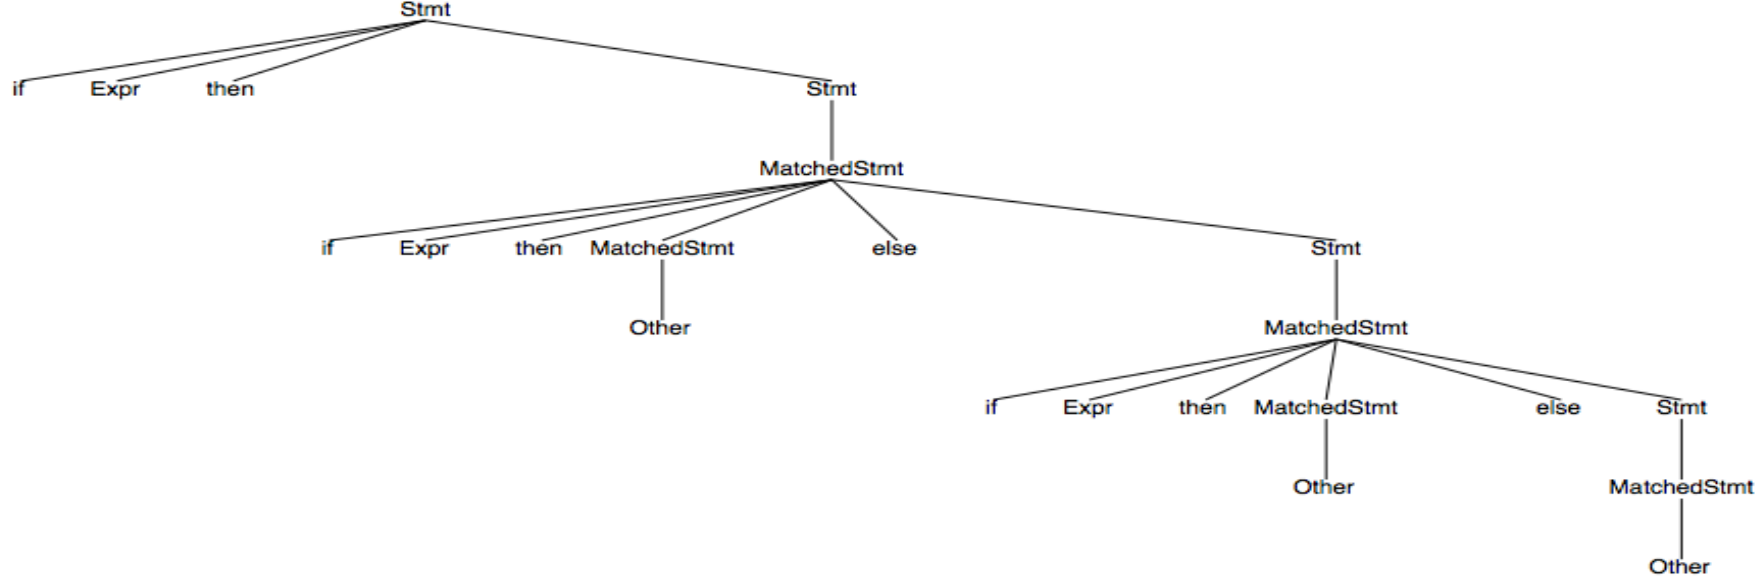 Stmt
if Expr then Stmt
MatchedStmt
if Expr then MatchedStmt else Stmt
Other MatchedStmt
if Expr then MatchedStmt else Stmt
Other MatchedStmt
Other